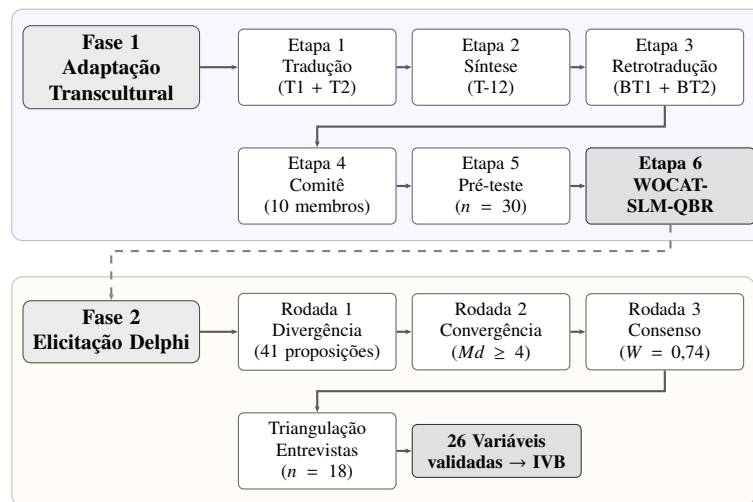 Fase 1
Adaptação
Transcultural
Etapa 1
Tradução
(T1 + T2)
Etapa 2
Síntese
(T-12)
Etapa 3
Retrotradução
(BT1 + BT2)
Etapa 4
Comitê
(10 membros)
Etapa 5
Pré-teste
(n = 30)
Etapa 6
WOCAT-
SLM-QBR
Fase 2
Elicitação Delphi
Rodada 1
Divergência
(41 proposições)
Rodada 2
Convergência
(Md ≥ 4)
Rodada 3
Consenso
(W = 0,74)
Triangulação
Entrevistas
(n = 18)
26 Variáveis
validadas → IVB